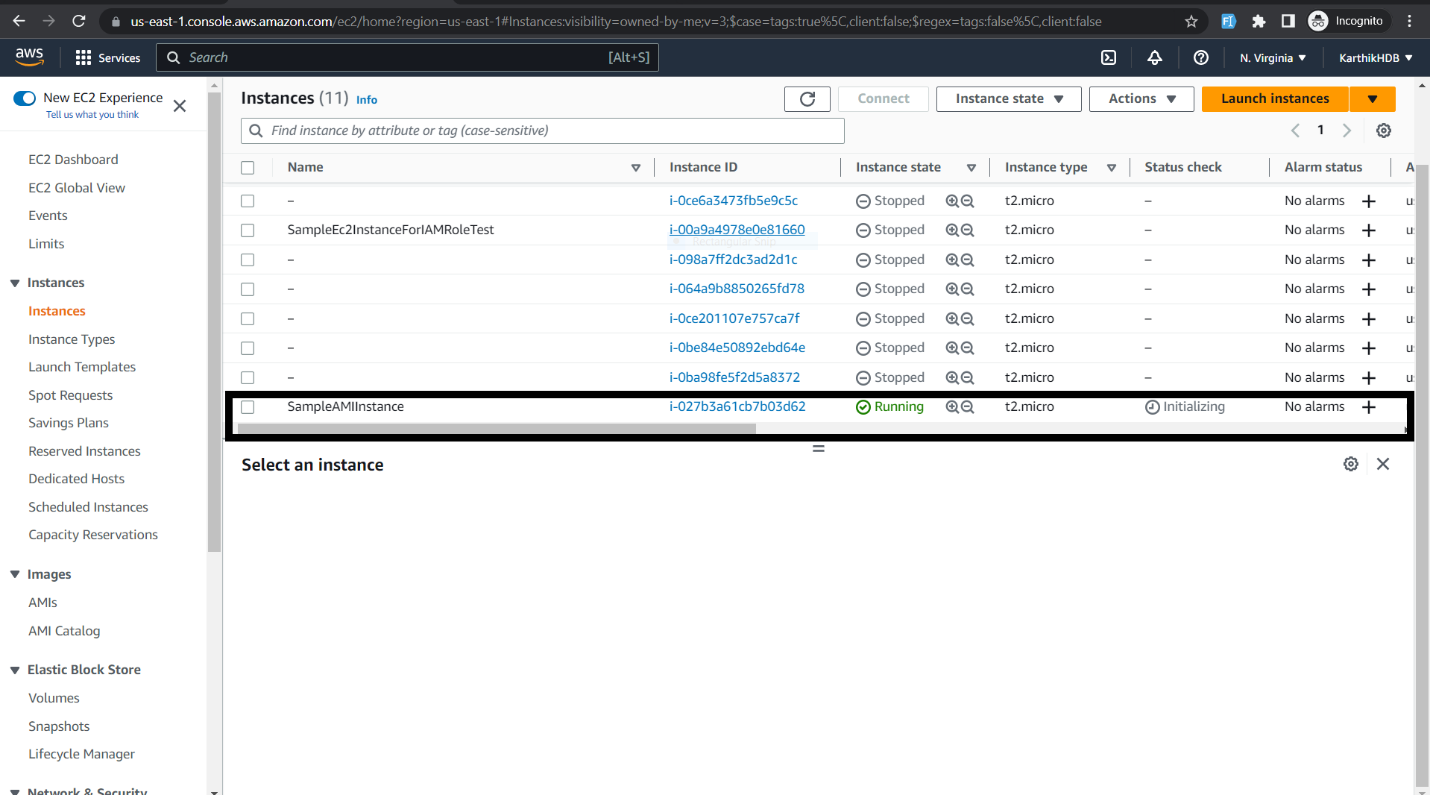 us-east-1.console.aws.amazon.com/ec2/home?region=us-east-1#Instances:visibility=owned-by-me;v=3;$case=tags:true%5C,client:false;$regex=tags:false%5C,client:false
Incognito
aws
Services
Search
[Alt+S]
N. Virginia
KarthikHDB
New EC2 Experience
Tell us what you think
EC2 Dashboard
EC2 Global View
Events
Limits
Instances
Instances
Instance Types
Launch Templates
Spot Requests
Savings Plans
Reserved Instances
Dedicated Hosts
Scheduled Instances
Capacity Reservations
Images
AMIs
AMI Catalog
Elastic Block Store
Volumes
Snapshots
Lifecycle Manager
Network & Security
Instances (11) Info
Connect
Instance state
Actions
Launch instances
Find instance by attribute or tag (case-sensitive)
1
Name Instance ID Instance state Instance type Status check Alarm status A
– i-0ce6a3473fb5e9c5c Stopped t2.micro – No alarms + u
SampleEc2InstanceForIAMRoleTest i-00a9a4978e0e81660 Stopped t2.micro – No alarms + u
Rectangular Snip
– i-098a7ff2dc3ad2d1c Stopped t2.micro – No alarms + u
– i-064a9b8850265fd78 Stopped t2.micro – No alarms + u
– i-0ce201107e757ca7f Stopped t2.micro – No alarms + u
– i-0be84e50892ebd64e Stopped t2.micro – No alarms + u
– i-0ba98fe5f2d5a8372 Stopped t2.micro – No alarms + u
SampleAMIInstance i-027b3a61cb7b03d62 Running t2.micro Initializing No alarms +
Select an instance